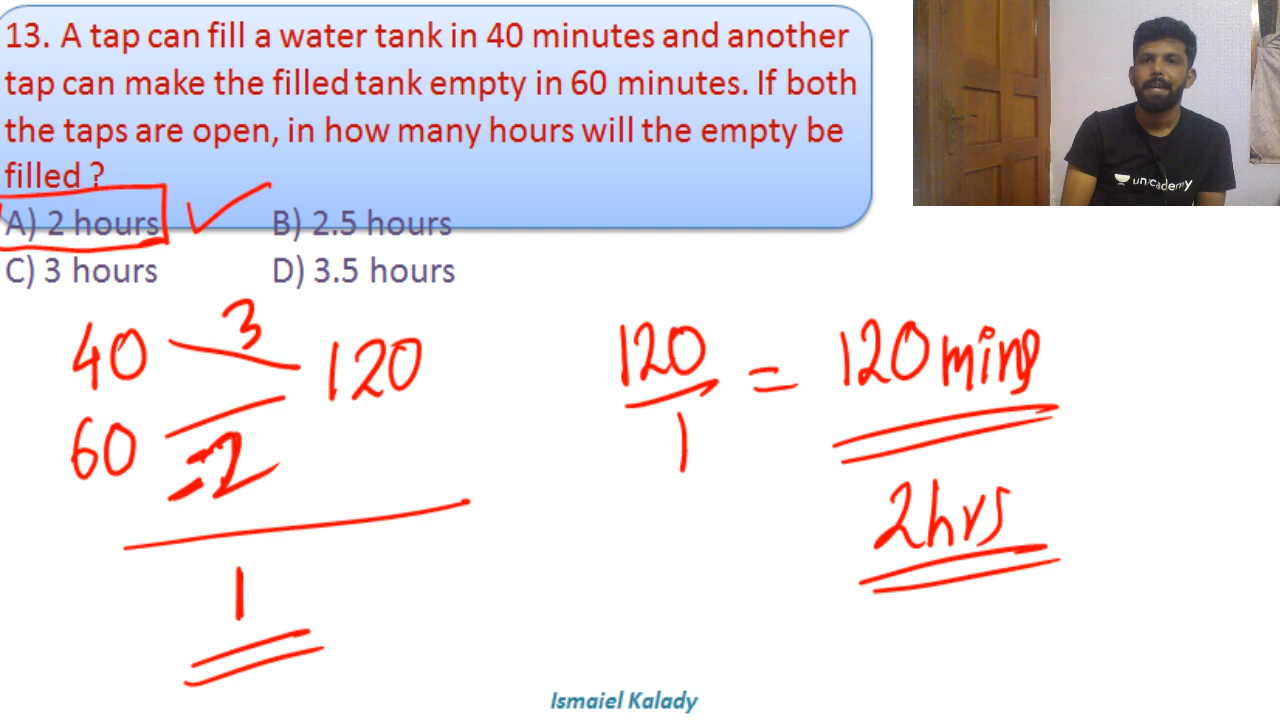 13. A tap can fill a water tank in 40 minutes and another
tap can make the filled tank empty in 60 minutes. If both
the taps are open, in how many hours will the empty be
filled ?
A) 2 hours B) 2.5 hours
C) 3 hours D) 3.5 hours
40 3 120
60 -2
1
120/1 = 120 mins
2hrs
unacademy
Ismaiel Kalady